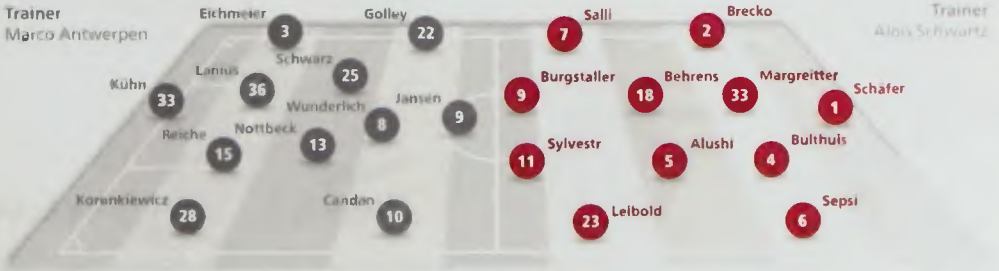 Trainer
Marco Antwerpen
Trainer
Alois Schwartz
Eichmeier
3
Golley
22
Salli
7
Brecko
2
Kühn
33
Lanius
36
Schwarz
25
Wunderlich
8
Jansen
9
Burgstaller
9
Behrens
18
Margreitter
33
Schäfer
1
Reiche
15
Nottbeck
13
Sylvestr
11
Alushi
5
Bulthuis
4
Korenkiewicz
28
Candan
10
Leibold
23
Sepsi
6